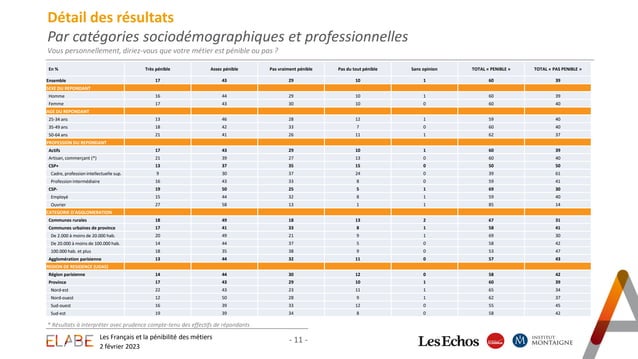 Détail des résultats
Par catégories sociodémographiques et professionnelles
Vous personnellement, diriez-vous que votre métier est pénible ou pas ?
En % Très pénible Assez pénible Pas vraiment pénible Pas du tout pénible Sans opinion TOTAL « PENIBLE » TOTAL « PAS PENIBLE »
Ensemble 17 43 29 10 1 60 39
SEXE DU REPONDANT
Homme 16 44 29 10 1 60 39
Femme 17 43 30 10 0 60 40
AGE DU REPONDANT
25-34 ans 13 46 28 12 1 59 40
35-49 ans 18 42 33 7 0 60 40
50-64 ans 21 41 26 11 1 62 37
PROFESSION DU REPONDANT
Actifs 17 43 29 10 1 60 39
Artisan, commerçant (*) 21 39 27 13 0 60 40
CSP+ 13 37 35 15 0 50 50
Cadre, profession intellectuelle sup. 9 30 37 24 0 39 61
Profession intermédiaire 16 43 33 8 0 59 41
CSP- 19 50 25 5 1 69 30
Employé 15 44 32 8 1 59 40
Ouvrier 27 58 13 1 1 85 14
CATEGORIE D'AGGLOMERATION
Communes rurales 18 49 18 13 2 67 31
Communes urbaines de province 17 41 33 8 1 58 41
De 2.000 à moins de 20.000 hab. 20 49 21 9 1 69 30
De 20.000 à moins de 100.000 hab. 14 44 37 5 0 58 42
100.000 hab. et plus 18 35 38 9 0 53 47
Agglomération parisienne 13 44 32 11 0 57 43
REGION DE RESIDENCE (UDA5)
Région parisienne 14 44 30 12 0 58 42
Province 17 43 29 10 1 60 39
Nord-est 22 43 23 11 1 65 34
Nord-ouest 12 50 28 9 1 62 37
Sud-ouest 16 39 33 12 0 55 45
Sud-est 19 39 34 8 0 58 42
* Résultats à interpréter avec prudence compte-tenu des effectifs de répondants
ELABE
Les Français et la pénibilité des métiers
2 février 2023
- 11 -
Les Echos
M
INSTITUT
MONTAIGNE